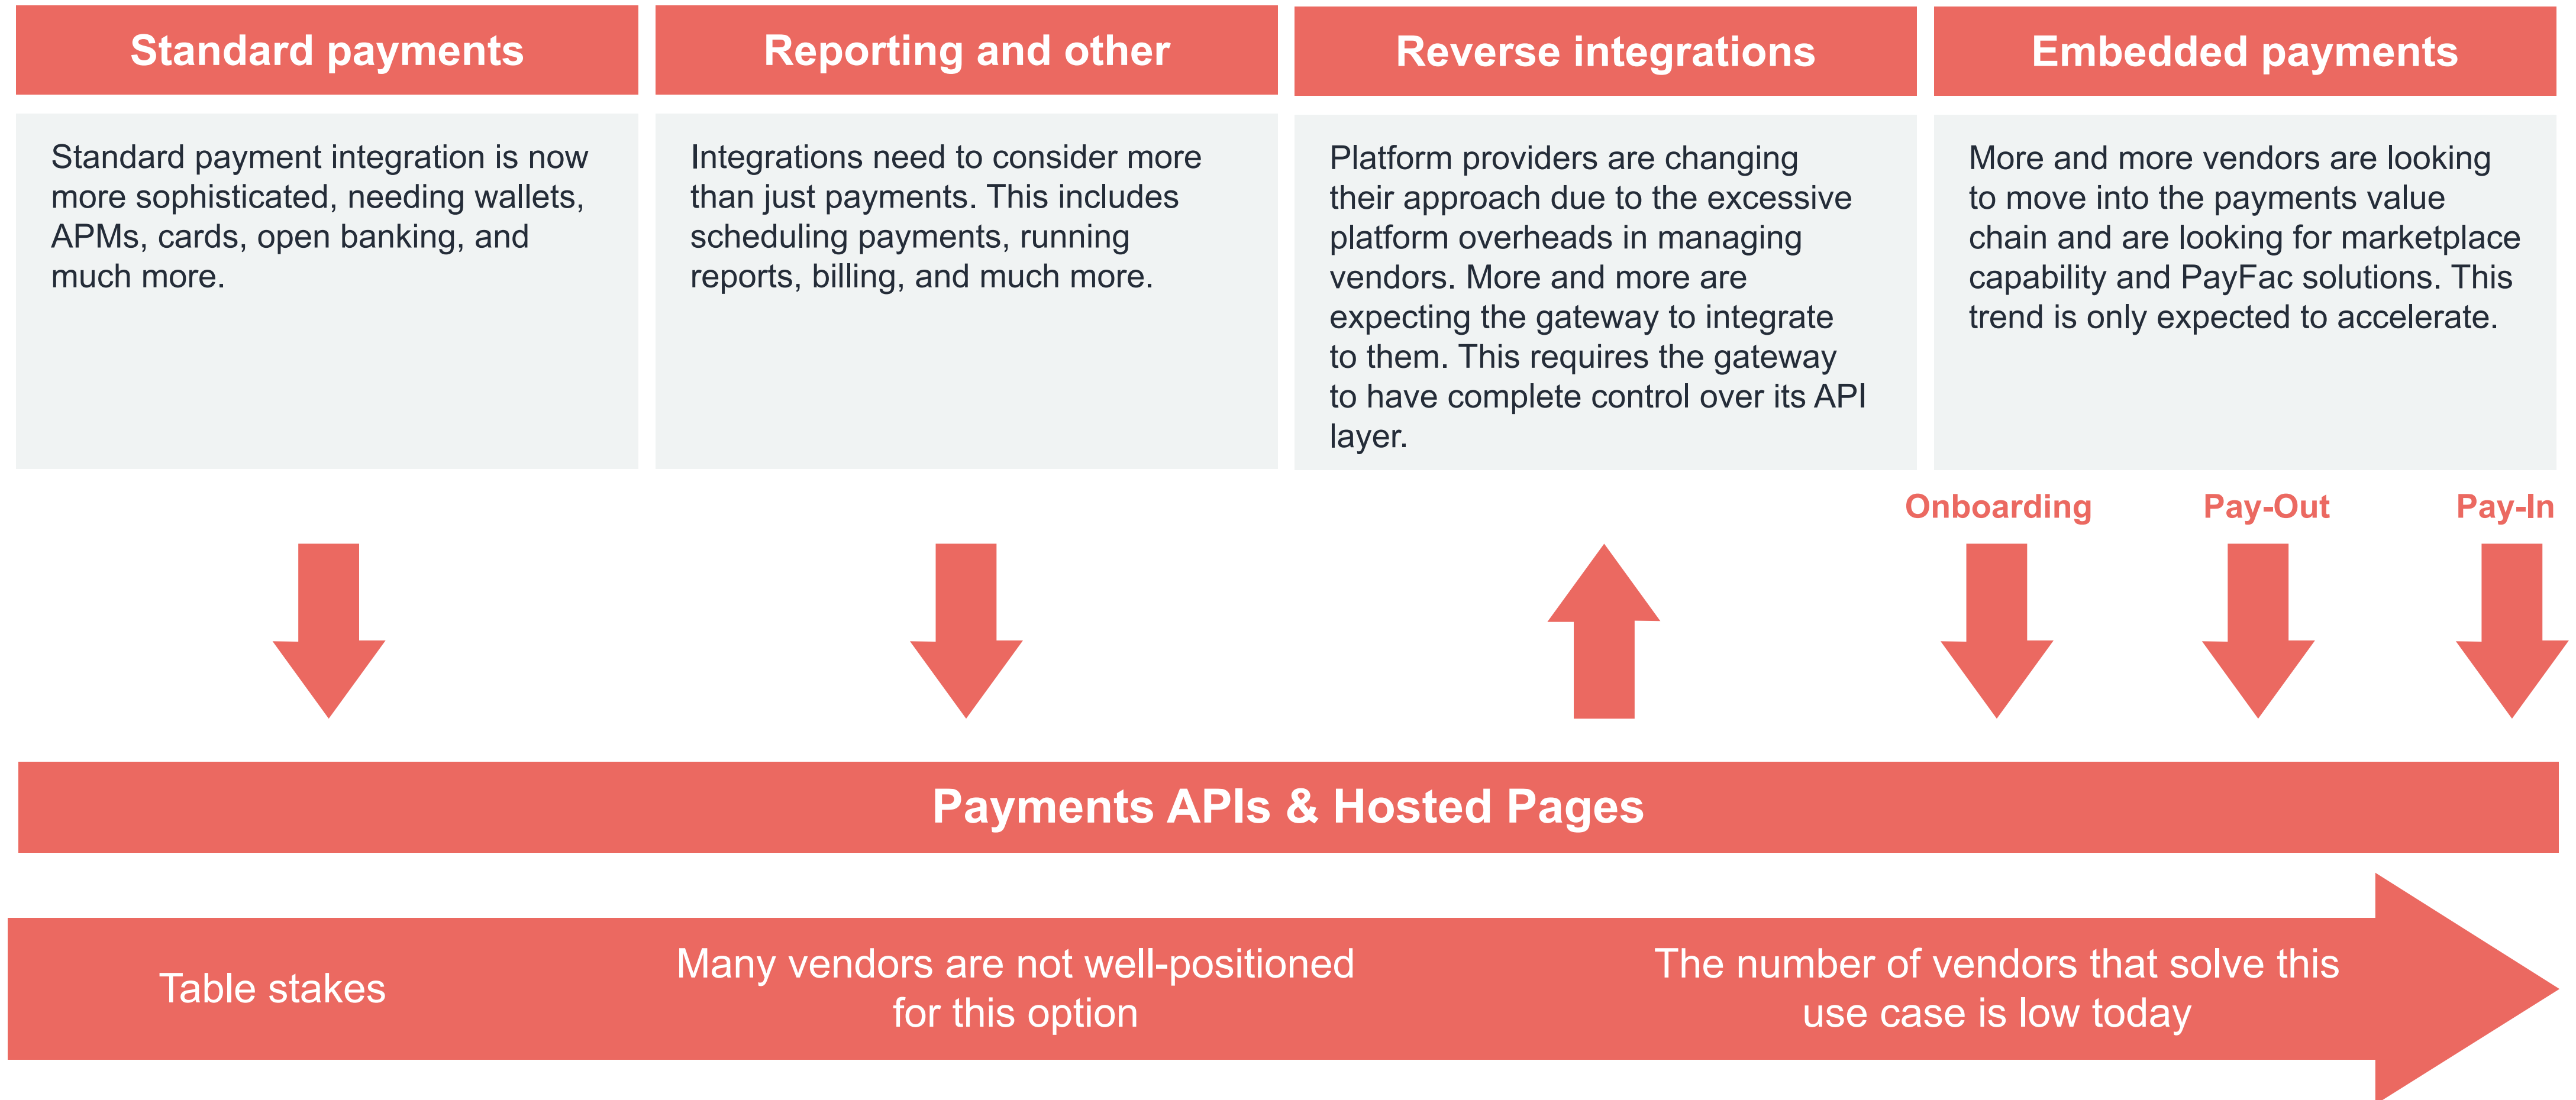 Standard payments
Standard payment integration is now
more sophisticated, needing wallets,
APMs, cards, open banking, and
much more.
Reporting and other
Integrations need to consider more
than just payments. This includes
scheduling payments, running
reports, billing, and much more.
Reverse integrations
Platform providers are changing
their approach due to the excessive
platform overheads in managing
vendors. More and more are
expecting the gateway to integrate
to them. This requires the gateway
to have complete control over its API
layer.
Embedded payments
More and more vendors are looking
to move into the payments value
chain and are looking for marketplace
capability and PayFac solutions. This
trend is only expected to accelerate.
Onboarding
Pay-Out
Pay-In
Payments APIs & Hosted Pages
Table stakes
Many vendors are not well-positioned
for this option
The number of vendors that solve this
use case is low today